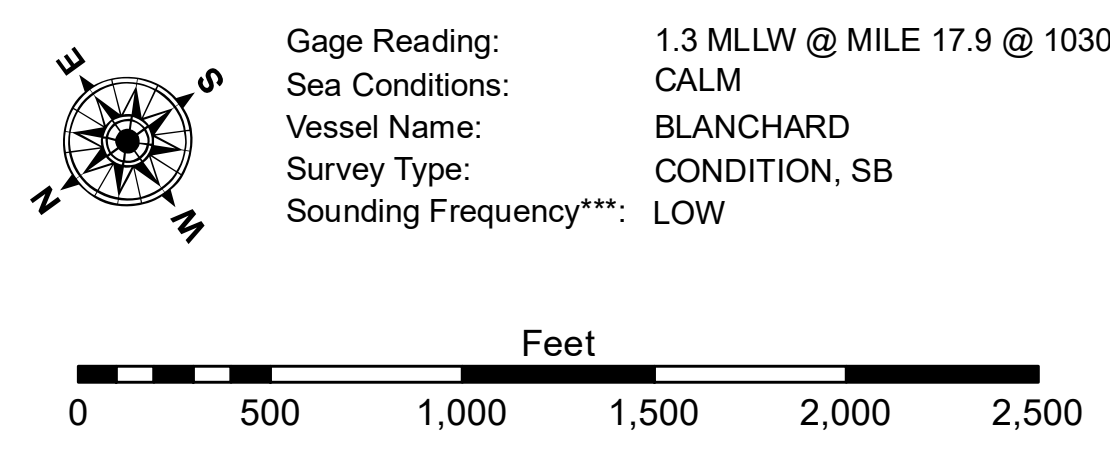 E
S
N
W
Gage Reading: 1.3 MLLW @ MILE 17.9 @ 1030
Sea Conditions: CALM
Vessel Name: BLANCHARD
Survey Type: CONDITION, SB
Sounding Frequency***: LOW
Feet
0 500 1,000 1,500 2,000 2,500